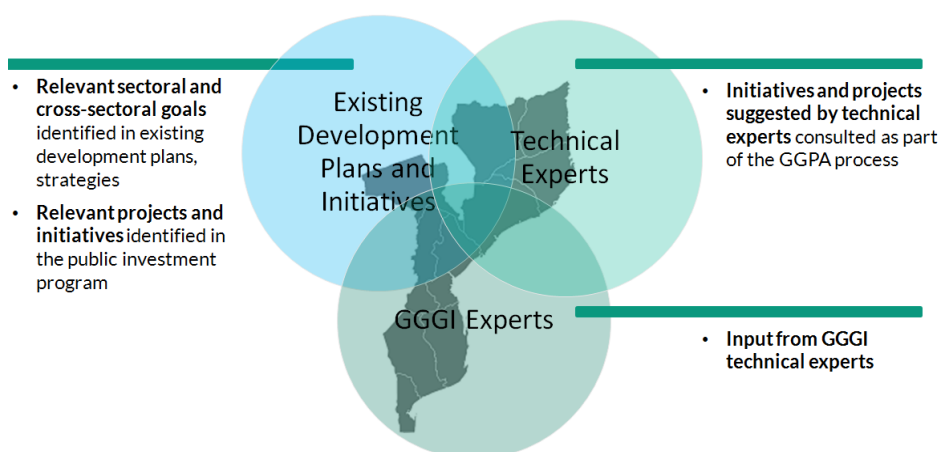 • Relevant sectoral and
cross-sectoral goals
identified in existing
development plans,
strategies
• Relevant projects and
initiatives identified in
the public investment
program
Existing
Development
Plans and
Initiatives
Technical
Experts
GGGI Experts
• Initiatives and projects
suggested by technical
experts consulted as part
of the GGPA process
• Input from GGGI
technical experts